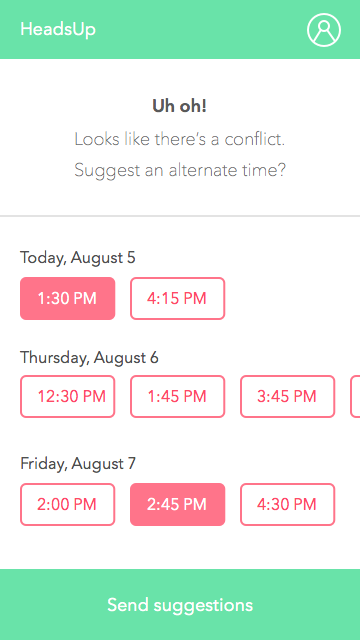 HeadsUp
Uh oh!
Looks like there's a conflict.
Suggest an alternate time?
Today, August 5
1:30 PM 4:15 PM
Thursday, August 6
12:30 PM 1:45 PM 3:45 PM
Friday, August 7
2:00 PM 2:45 PM 4:30 PM
Send suggestions